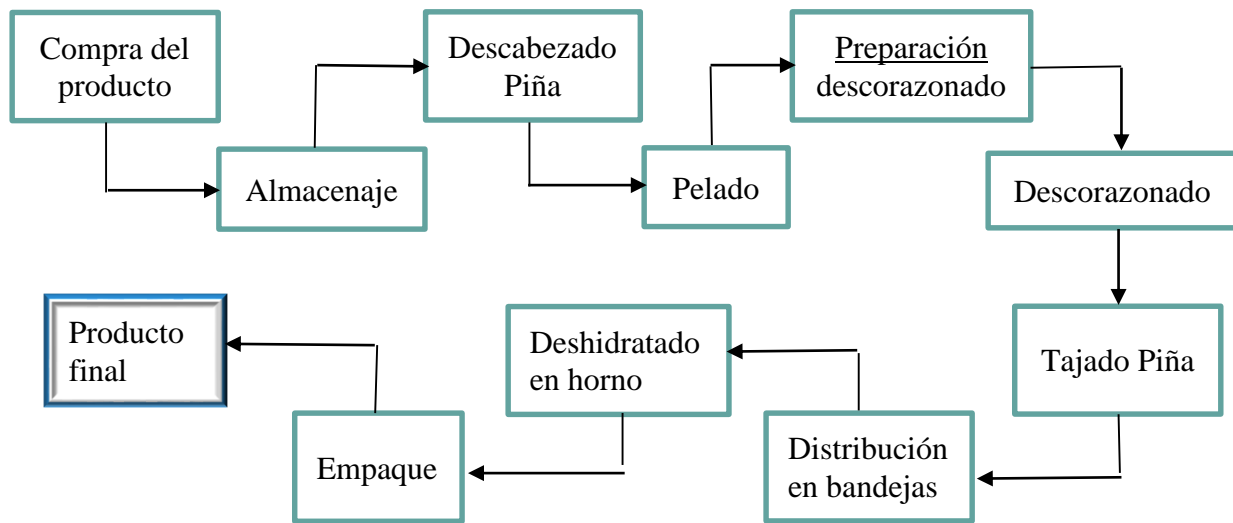 Compra del
producto
Almacenaje
Descabezado
Piña
Pelado
Preparación
descorazonado
Descorazonado
Tajado Piña
Distribución
en bandejas
Deshidratado
en horno
Empaque
Producto
final